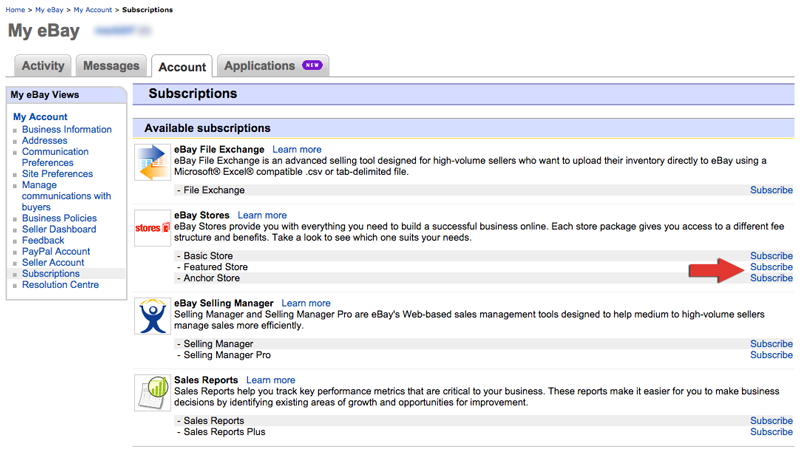 Home > My eBay > My Account > Subscriptions
My eBay
Activity
Messages
Account
Applications NEW
My eBay Views
My Account
Business Information
Addresses
Communication
Preferences
Site Preferences
Manage
communications with
buyers
Business Policies
Seller Dashboard
Feedback
PayPal Account
Seller Account
Subscriptions
Resolution Centre
Subscriptions
Available subscriptions
eBay File Exchange Learn more
eBay File Exchange is an advanced selling tool designed for high-volume sellers who want to upload their inventory directly to eBay using a
Microsoft® Excel® compatible .csv or tab-delimited file.
- File Exchange Subscribe
stores
eBay Stores Learn more
eBay Stores provide you with everything you need to build a successful business online. Each store package gives you access to a different fee
structure and benefits. Take a look to see which one suits your needs.
- Basic Store Subscribe
- Featured Store Subscribe
- Anchor Store Subscribe
eBay Selling Manager Learn more
Selling Manager and Selling Manager Pro are eBay's Web-based sales management tools designed to help medium to high-volume sellers
manage sales more efficiently.
- Selling Manager Subscribe
- Selling Manager Pro Subscribe
Sales Reports Learn more
Sales Reports help you track key performance metrics that are critical to your business. These reports make it easier for you to make business
decisions by identifying existing areas of growth and opportunities for improvement.
- Sales Reports Subscribe
- Sales Reports Plus Subscribe